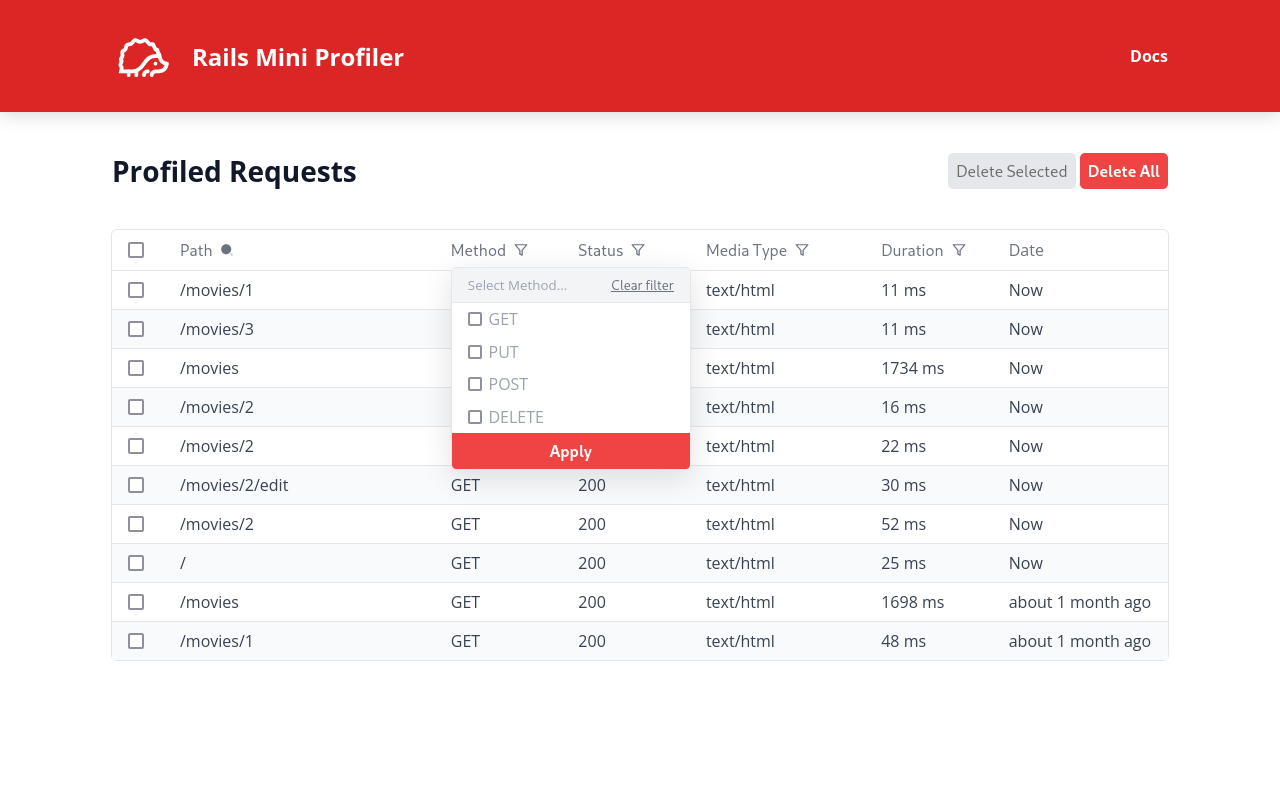 Rails Mini Profiler
Docs
Profiled Requests
Delete Selected
Delete All
Path Method Status Media Type Duration Date
/movies/1 text/html 11 ms Now
/movies/3 text/html 11 ms Now
/movies text/html 1734 ms Now
/movies/2 text/html 16 ms Now
/movies/2 text/html 22 ms Now
Select Method... Clear filter
GET
PUT
POST
DELETE
Apply
/movies/2/edit GET 200 text/html 30 ms Now
/movies/2 GET 200 text/html 52 ms Now
/ GET 200 text/html 25 ms Now
/movies GET 200 text/html 1698 ms about 1 month ago
/movies/1 GET 200 text/html 48 ms about 1 month ago